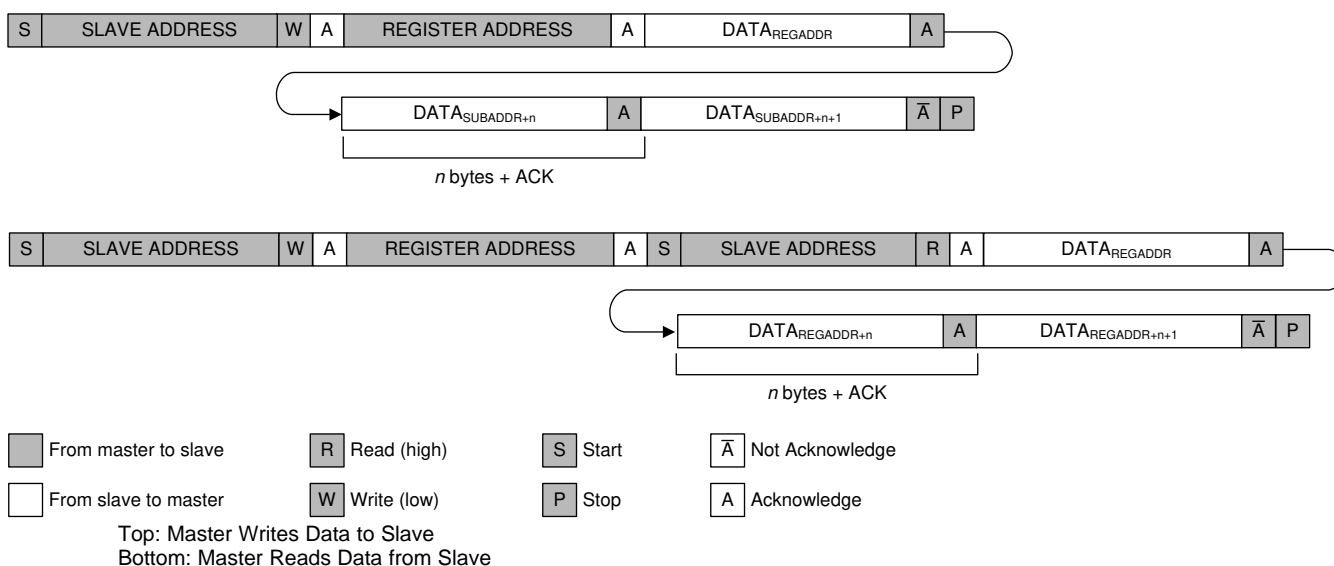 S SLAVE ADDRESS W A REGISTER ADDRESS A DATAREGADDR A
DATASUBADDR+n A DATASUBADDR+n+1 A̅ P
n bytes + ACK
S SLAVE ADDRESS W A REGISTER ADDRESS A S SLAVE ADDRESS R A DATAREGADDR A
DATAREGADDR+n A DATAREGADDR+n+1 A̅ P
n bytes + ACK
From master to slave R Read (high) S Start A̅ Not Acknowledge
From slave to master W Write (low) P Stop A Acknowledge
Top: Master Writes Data to Slave
Bottom: Master Reads Data from Slave